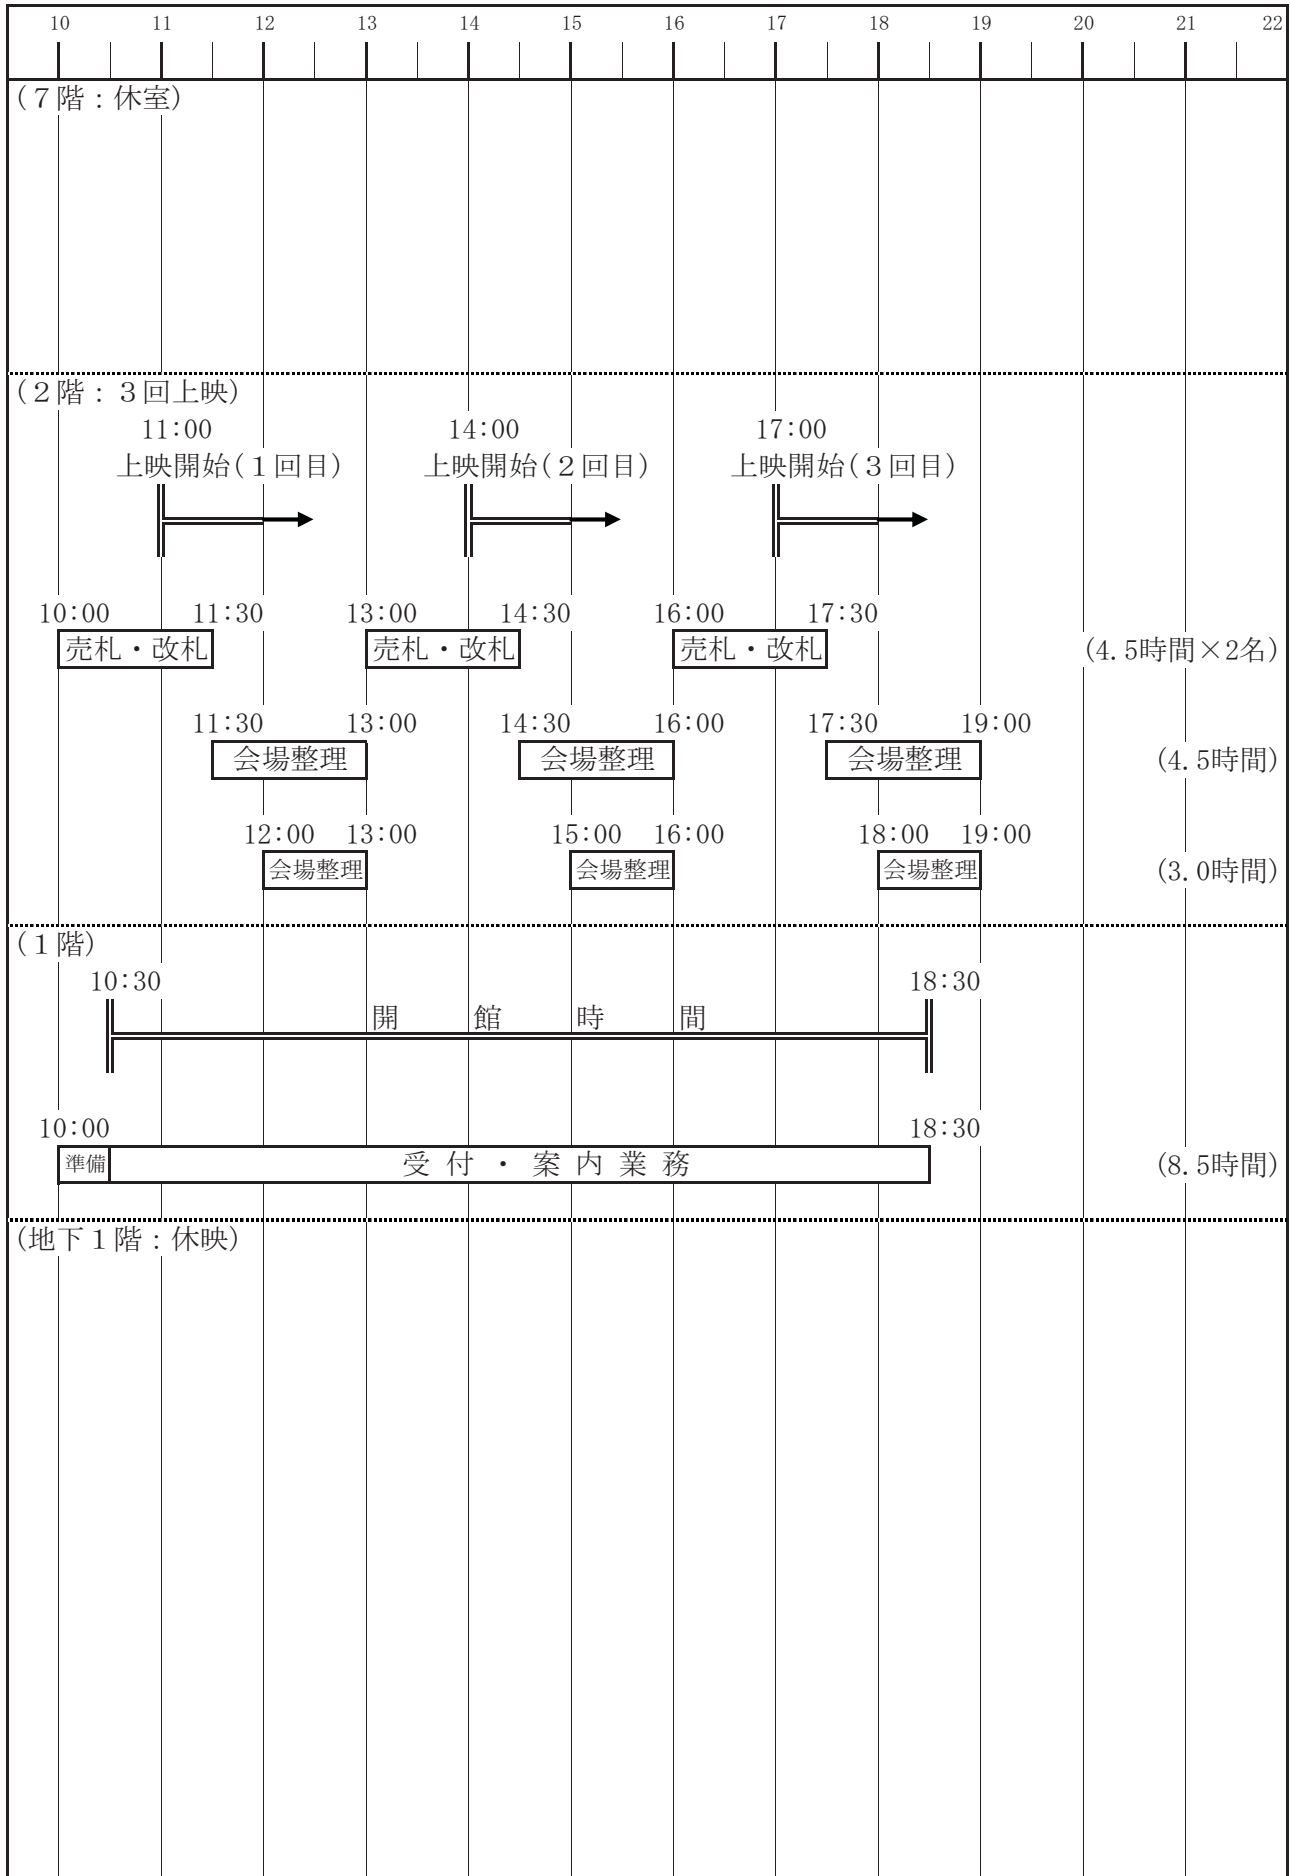 10 11 12 13 14 15 16 17 18 19 20 21 22
(７階：休室)
(２階：３回上映)
11:00 14:00 17:00
上映開始(１回目) 上映開始(２回目) 上映開始(３回目)
10:00 11:30 13:00 14:30 16:00 17:30
売札・改札 売札・改札 売札・改札 (4.5時間×2名)
11:30 13:00 14:30 16:00 17:30 19:00
会場整理 会場整理 会場整理 (4.5時間)
12:00 13:00 15:00 16:00 18:00 19:00
会場整理 会場整理 会場整理 (3.0時間)
(１階)
10:30 18:30
開 館 時 間
10:00 18:30
準備 受 付 ・ 案 内 業 務 (8.5時間)
(地下１階：休映)